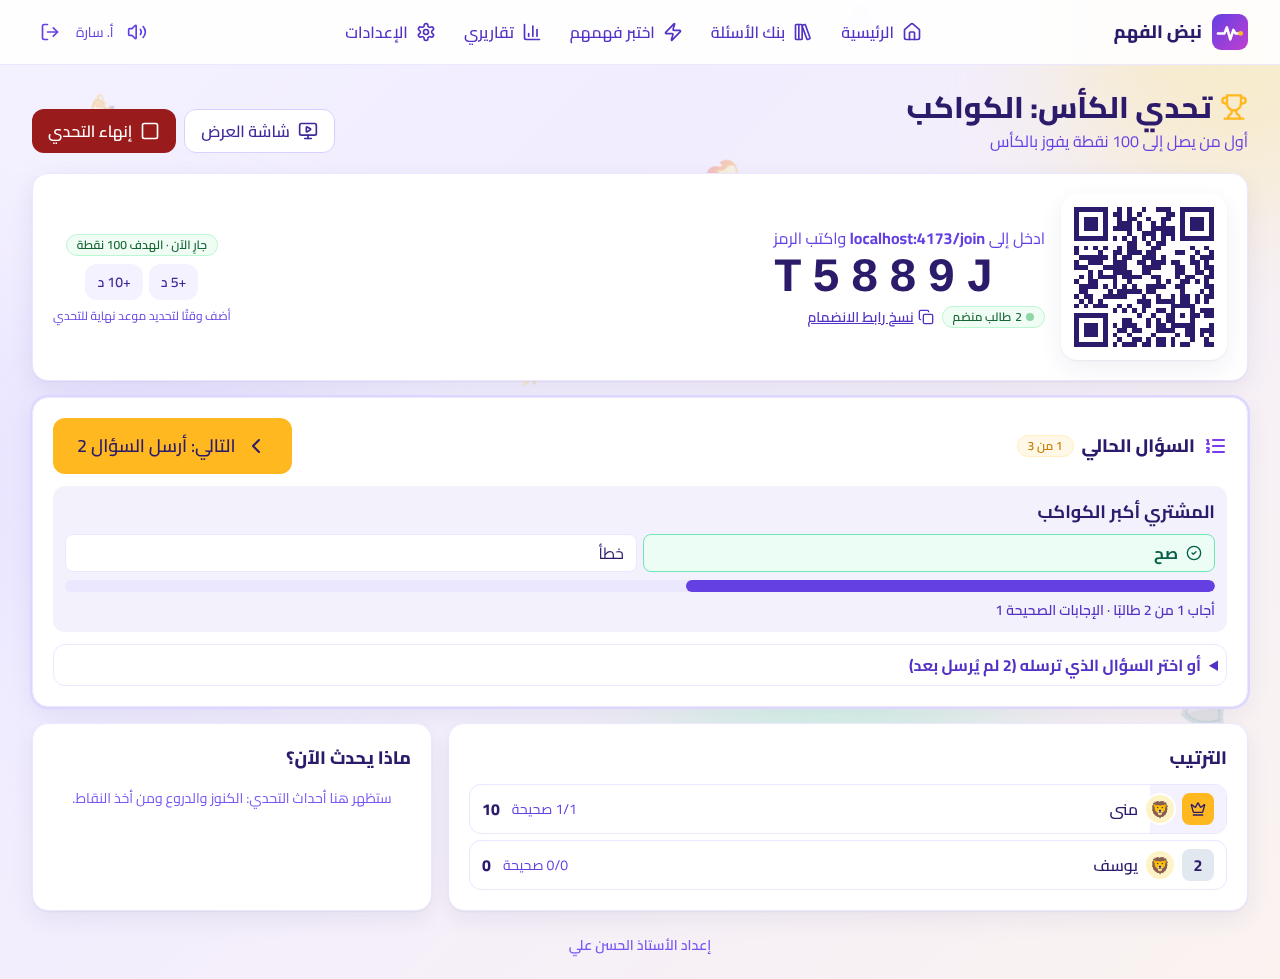 نبض الفهم
الرئيسية
بنك الأسئلة
اختبر فهمهم
تقاريري
الإعدادات
أ. سارة
تحدي الكأس: الكواكب
أول من يصل إلى 100 نقطة يفوز بالكأس
شاشة العرض
إنهاء التحدي
ادخل إلى localhost:4173/join واكتب الرمز
T5889J
2 طالب منضم
نسخ رابط الانضمام
جارٍ الآن · الهدف 100 نقطة
+5 د
+10 د
أضف وقتًا لتحديد موعد نهاية للتحدي
السؤال الحالي
1 من 3
التالي: أرسل السؤال 2
المشتري أكبر الكواكب
صح
خطأ
أجاب 1 من 2 طالبًا · الإجابات الصحيحة 1
أو اختر السؤال الذي ترسله (2 لم يُرسل بعد)
الترتيب
منى
1/1 صحيحة
10
2
يوسف
0/0 صحيحة
0
ماذا يحدث الآن؟
ستظهر هنا أحداث التحدي: الكنوز والدروع ومن أخذ النقاط.
إعداد الأستاذ الحسن علي